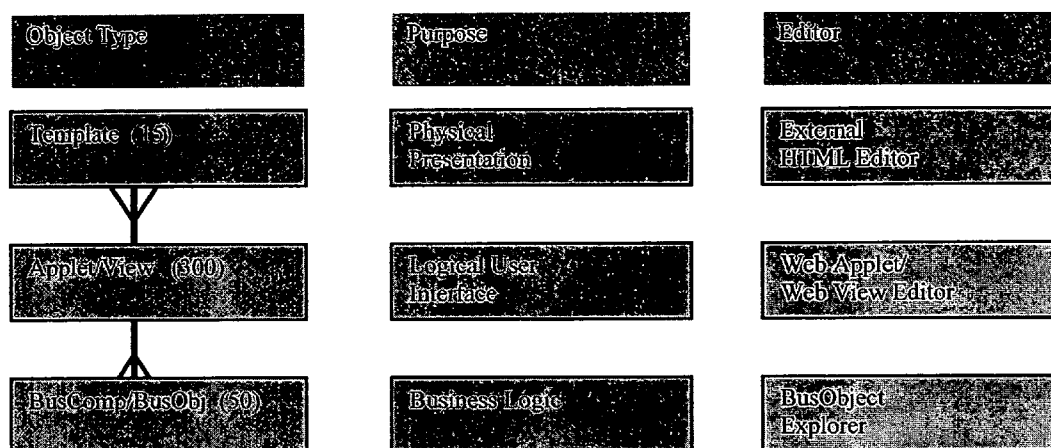 Object Type
Purpose
Editor
Template (15)
Physical
Presentation
External
HTML Editor
Applet/View (300)
Logical User
Interface
Web Applet/
Web View Editor
BusComp/BusObj (50)
Business Logic
BusObject
Explorer